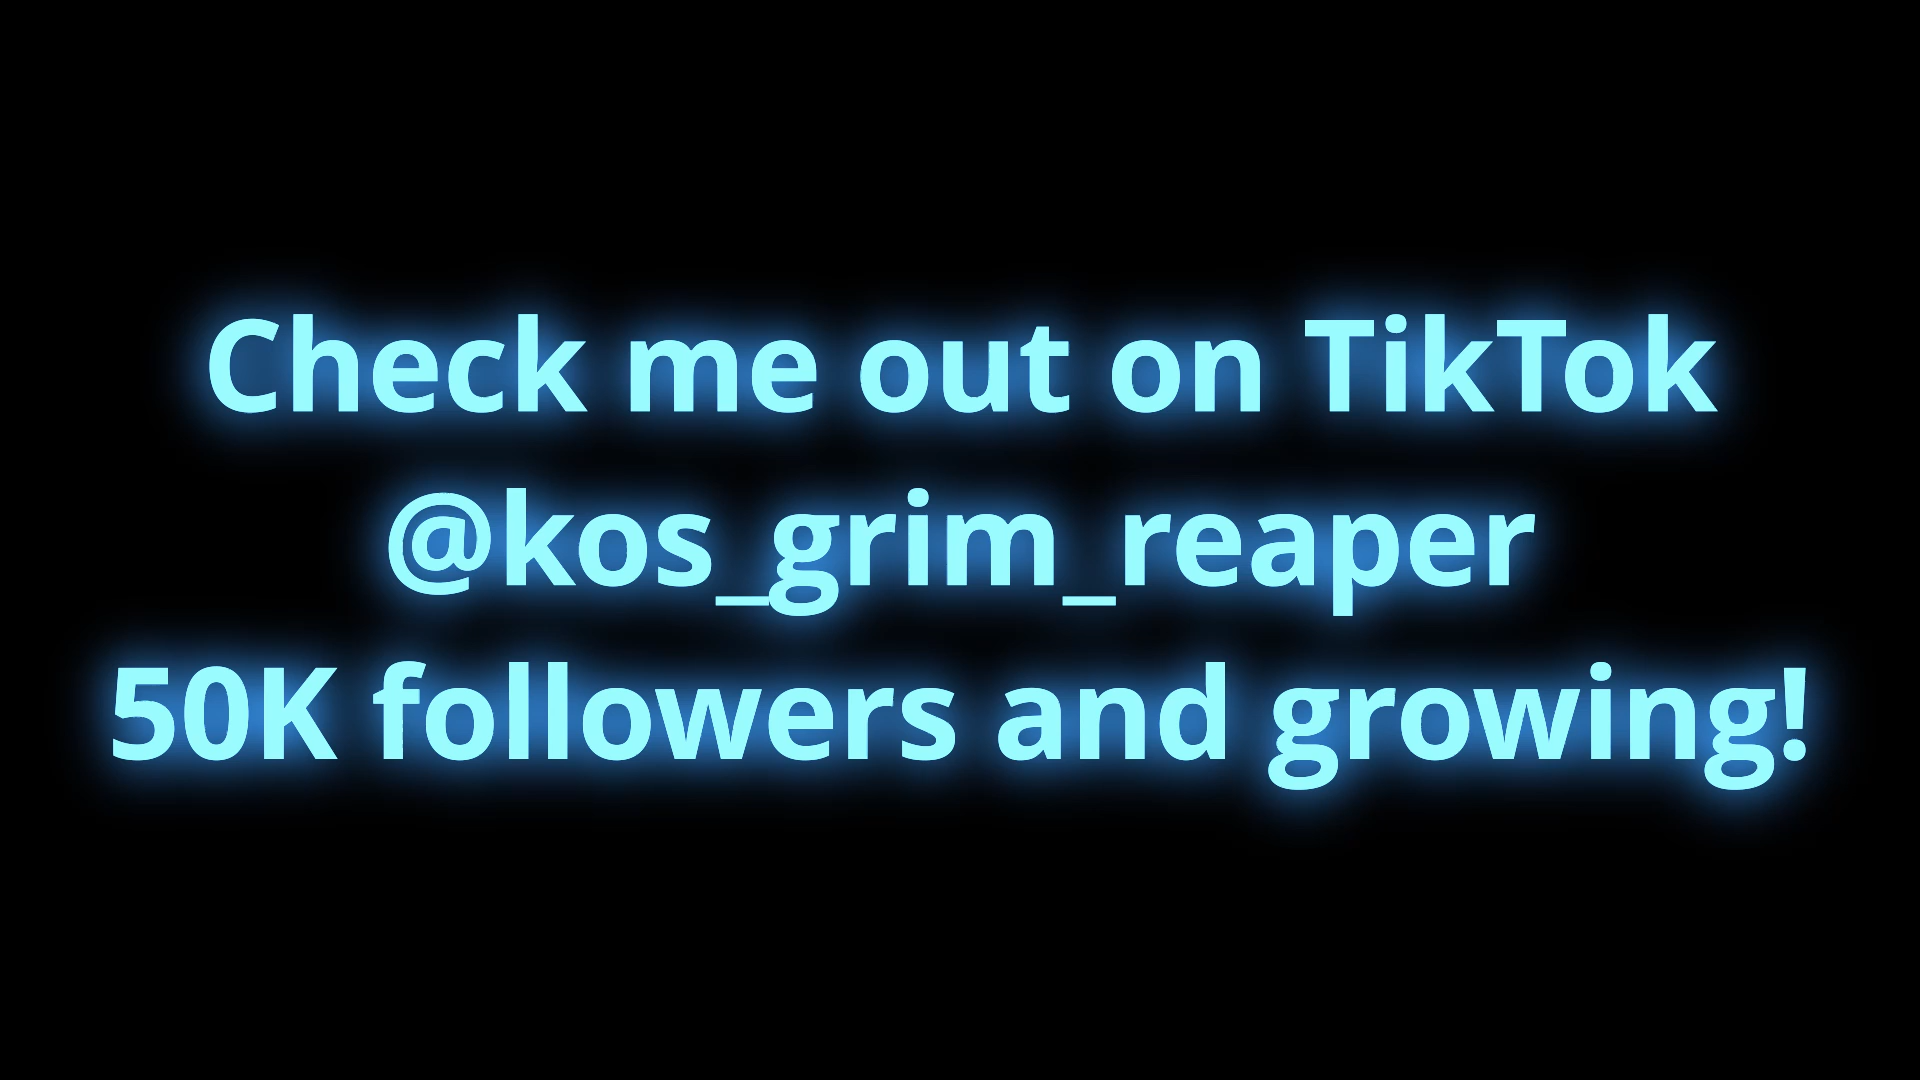 Check me out on TikTok
@kos_grim_reaper
50K followers and growing!